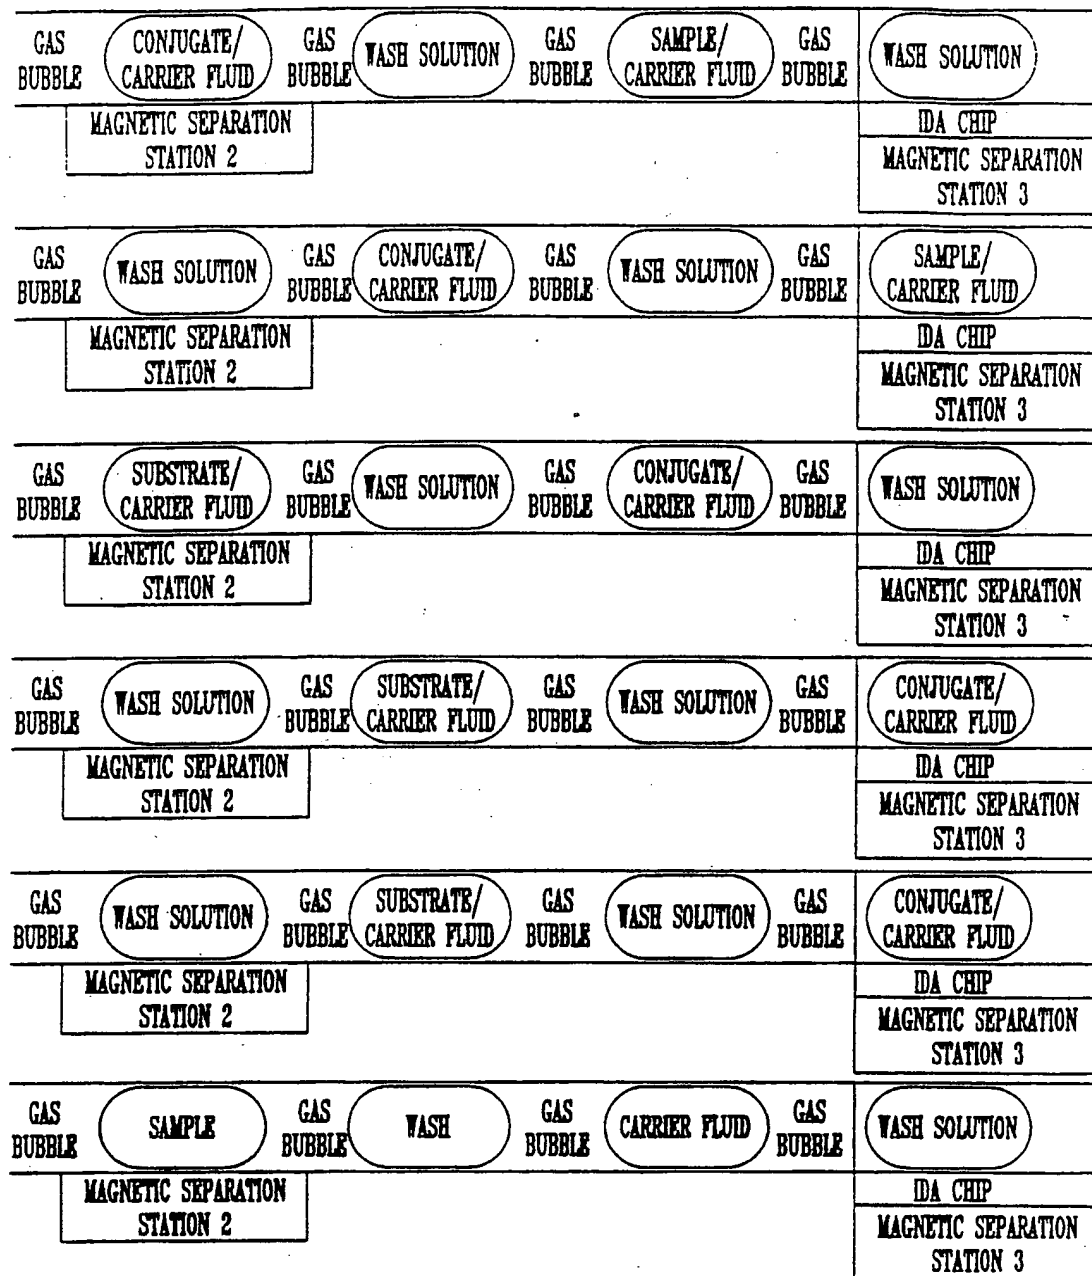 GAS BUBBLE CONJUGATE/ CARRIER FLUID GAS BUBBLE WASH SOLUTION GAS BUBBLE SAMPLE/ CARRIER FLUID GAS BUBBLE WASH SOLUTION
MAGNETIC SEPARATION STATION 2
IDA CHIP
MAGNETIC SEPARATION STATION 3
GAS BUBBLE WASH SOLUTION GAS BUBBLE CONJUGATE/ CARRIER FLUID GAS BUBBLE WASH SOLUTION GAS BUBBLE SAMPLE/ CARRIER FLUID
MAGNETIC SEPARATION STATION 2
IDA CHIP
MAGNETIC SEPARATION STATION 3
GAS BUBBLE SUBSTRATE/ CARRIER FLUID GAS BUBBLE WASH SOLUTION GAS BUBBLE CONJUGATE/ CARRIER FLUID GAS BUBBLE WASH SOLUTION
MAGNETIC SEPARATION STATION 2
IDA CHIP
MAGNETIC SEPARATION STATION 3
GAS BUBBLE WASH SOLUTION GAS BUBBLE SUBSTRATE/ CARRIER FLUID GAS BUBBLE WASH SOLUTION GAS BUBBLE CONJUGATE/ CARRIER FLUID
MAGNETIC SEPARATION STATION 2
IDA CHIP
MAGNETIC SEPARATION STATION 3
GAS BUBBLE WASH SOLUTION GAS BUBBLE SUBSTRATE/ CARRIER FLUID GAS BUBBLE WASH SOLUTION GAS BUBBLE CONJUGATE/ CARRIER FLUID
MAGNETIC SEPARATION STATION 2
IDA CHIP
MAGNETIC SEPARATION STATION 3
GAS BUBBLE SAMPLE GAS BUBBLE WASH GAS BUBBLE CARRIER FLUID GAS BUBBLE WASH SOLUTION
MAGNETIC SEPARATION STATION 2
IDA CHIP
MAGNETIC SEPARATION STATION 3